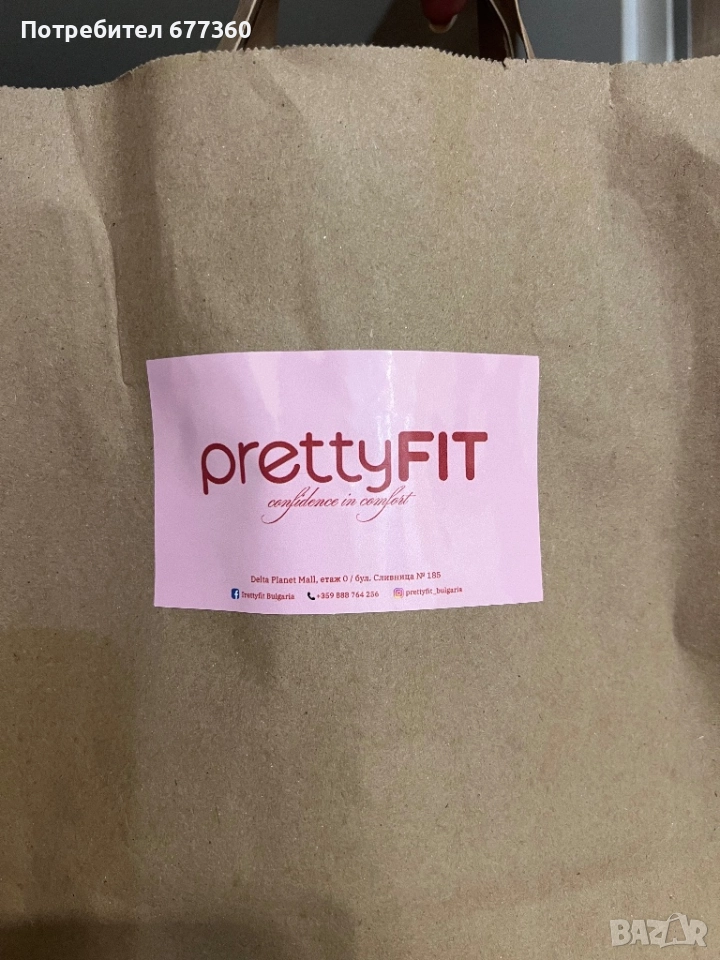 Потребител 677360
prettyFIT
confidence in comfort
Delta Planet Mall, етаж 0 / бул. Сливница № 185
Prettyfit Bulgaria +359 888 764 256 prettyfit_bulgaria
BAZAR